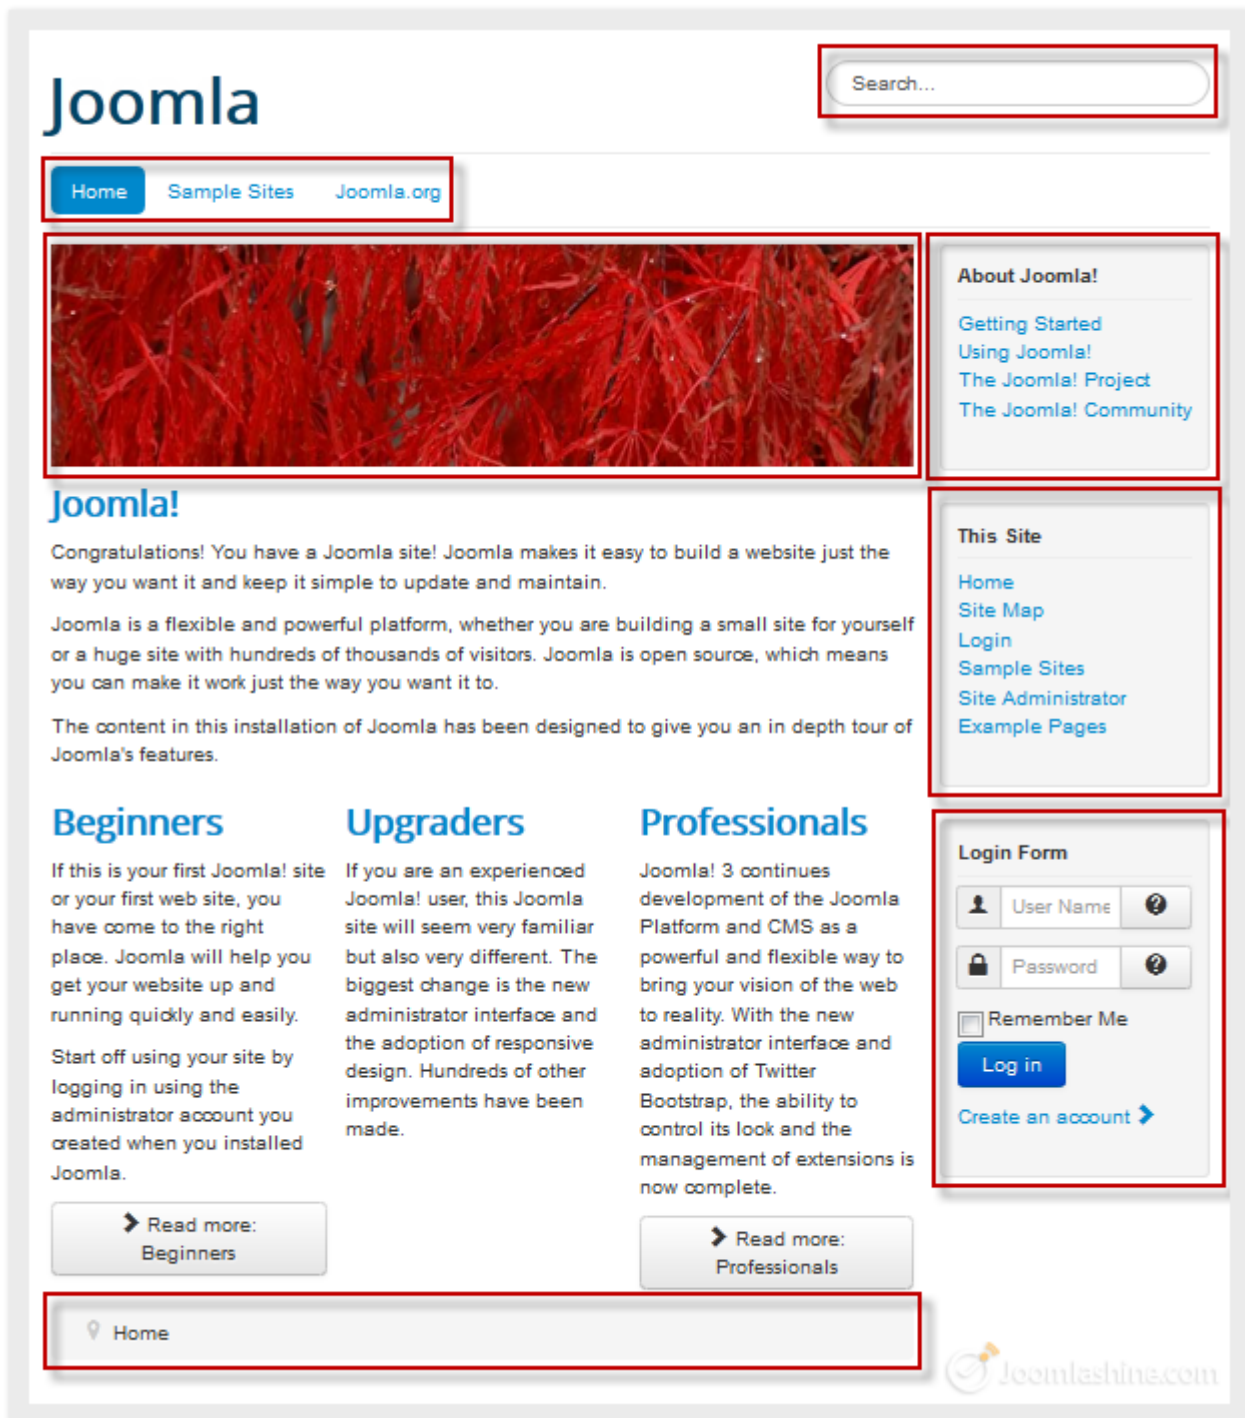 Joomla
Search...
Home
Sample Sites
Joomla.org
About Joomla!
Getting Started
Using Joomla!
The Joomla! Project
The Joomla! Community
Joomla!
Congratulations! You have a Joomla site! Joomla makes it easy to build a website just the
way you want it and keep it simple to update and maintain.
Joomla is a flexible and powerful platform, whether you are building a small site for yourself
or a huge site with hundreds of thousands of visitors. Joomla is open source, which means
you can make it work just the way you want it to.
The content in this installation of Joomla has been designed to give you an in depth tour of
Joomla's features.
This Site
Home
Site Map
Login
Sample Sites
Site Administrator
Example Pages
Beginners
If this is your first Joomla! site
or your first web site, you
have come to the right
place. Joomla will help you
get your website up and
running quickly and easily.
Start off using your site by
logging in using the
administrator account you
created when you installed
Joomla.
Read more:
Beginners
Upgraders
If you are an experienced
Joomla! user, this Joomla
site will seem very familiar
but also very different. The
biggest change is the new
administrator interface and
the adoption of responsive
design. Hundreds of other
improvements have been
made.
Professionals
Joomla! 3 continues
development of the Joomla
Platform and CMS as a
powerful and flexible way to
bring your vision of the web
to reality. With the new
administrator interface and
adoption of Twitter
Bootstrap, the ability to
control its look and the
management of extensions is
now complete.
Read more:
Professionals
Login Form
User Name
Password
Remember Me
Log in
Create an account
Home
Joomlashine.com